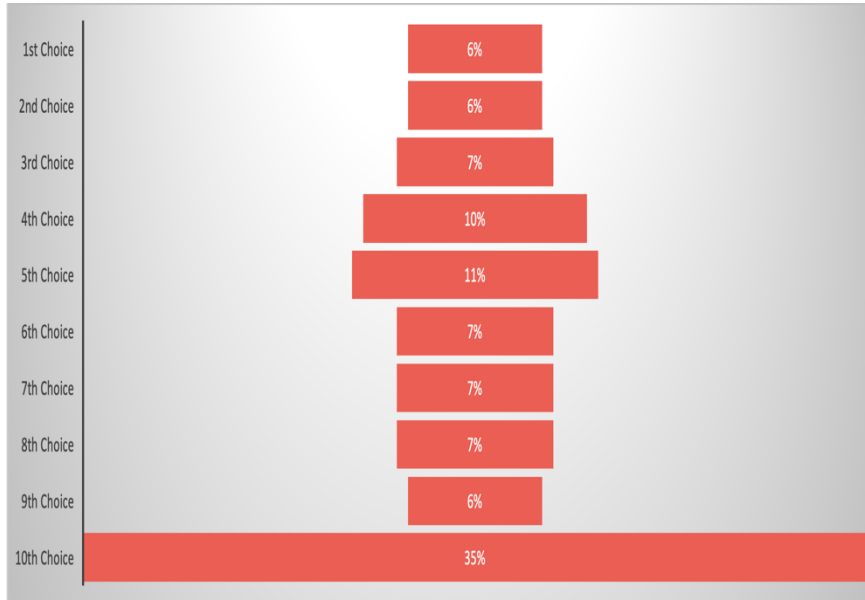 1st Choice 6%
2nd Choice 6%
3rd Choice 7%
4th Choice 10%
5th Choice 11%
6th Choice 7%
7th Choice 7%
8th Choice 7%
9th Choice 6%
10th Choice 35%